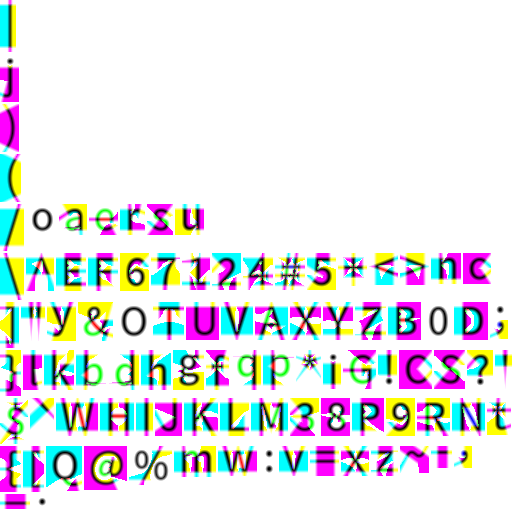 |
j
)
(
/ o a e r s u
\ ^ E F 6 7 1 2 4 # 5 + < > n c
] " y & O T U V A X Y Z B 0 D ;
} l k b d h g f q p * i G ! C S ? '
$ ` W H I J K L M 3 8 P 9 R N t
{ [ Q @ % m w : v = x z ~ - ,
_ .